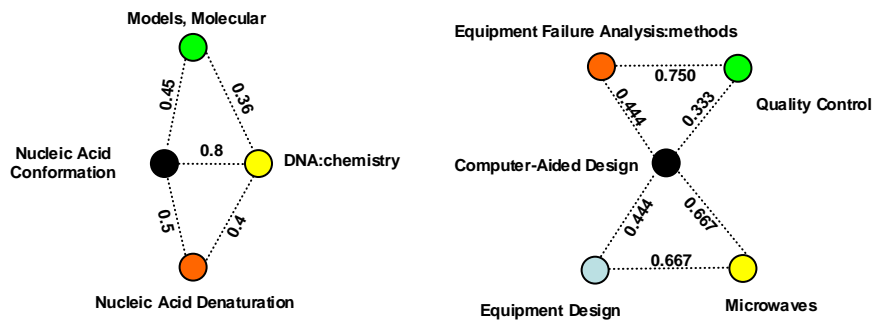 Models, Molecular
0.45
0.36
Nucleic Acid
Conformation
0.8
DNA:chemistry
0.5
0.4
Nucleic Acid Denaturation
Equipment Failure Analysis:methods
0.750
0.444
0.333
Quality Control
Computer-Aided Design
0.444
0.667
0.667
Equipment Design
Microwaves